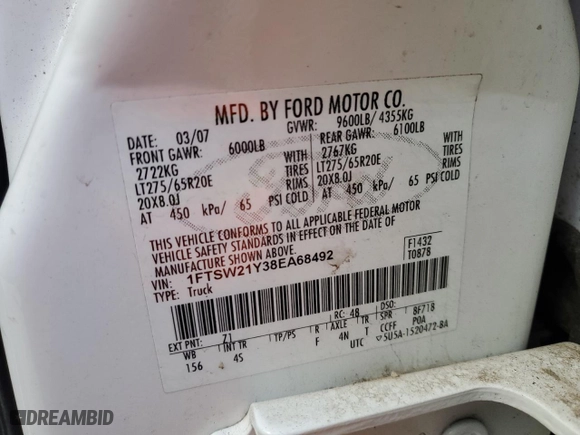 MFD. BY FORD MOTOR CO.
DATE: 03/07 GVWR: 9600LB/ 4355KG
FRONT GAWR: 6000LB REAR GAWR: 6100LB
2722KG WITH 2767KG WITH
LT275/65R20E TIRES LT275/65R20E TIRES
20X8.0J RIMS 20X8.0J RIMS
AT 450 kPa/ 65 PSI COLD AT 450 kPa/ 65 PSI COLD
THIS VEHICLE CONFORMS TO ALL APPLICABLE FEDERAL MOTOR
VEHICLE SAFETY STANDARDS IN EFFECT ON THE DATE OF
MANUFACTURE SHOWN ABOVE.
VIN: 1FTSW21Y38EA68492
TYPE: Truck
F1432
T0878
EXT PNT: Z1 RC: 48 DSO:
WB INT TR TP/PS R AXLE TR SPR BF71B
156 4S F 4N T CCFF P0A
UTC 5U5A-1520472-BA
DREAMBID